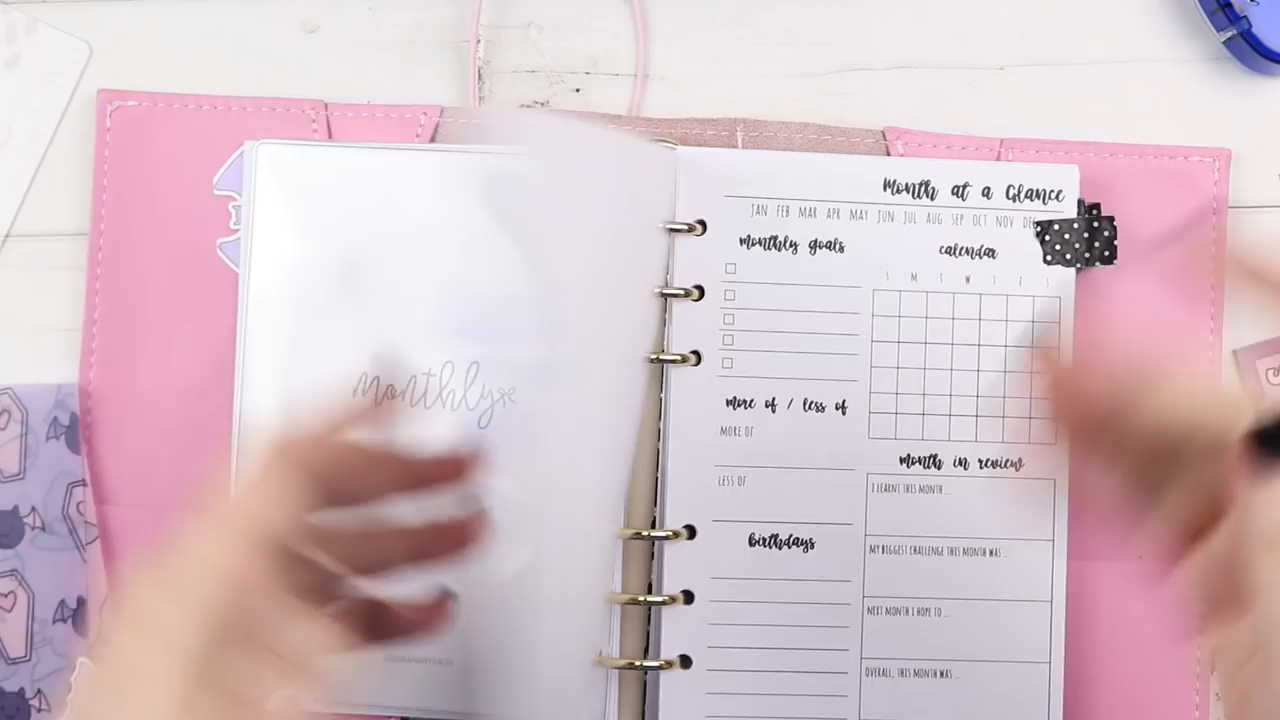 monthly
Month at a Glance
JAN FEB MAR APR MAY JUN JUL AUG SEP OCT NOV DEC
monthly goals
calendar
S M T W T F S
more of / less of
MORE OF
LESS OF
month in review
I LEARNT THIS MONTH ...
MY BIGGEST CHALLENGE THIS MONTH WAS ...
NEXT MONTH I HOPE TO ...
OVERALL, THIS MONTH WAS ...
birthdays